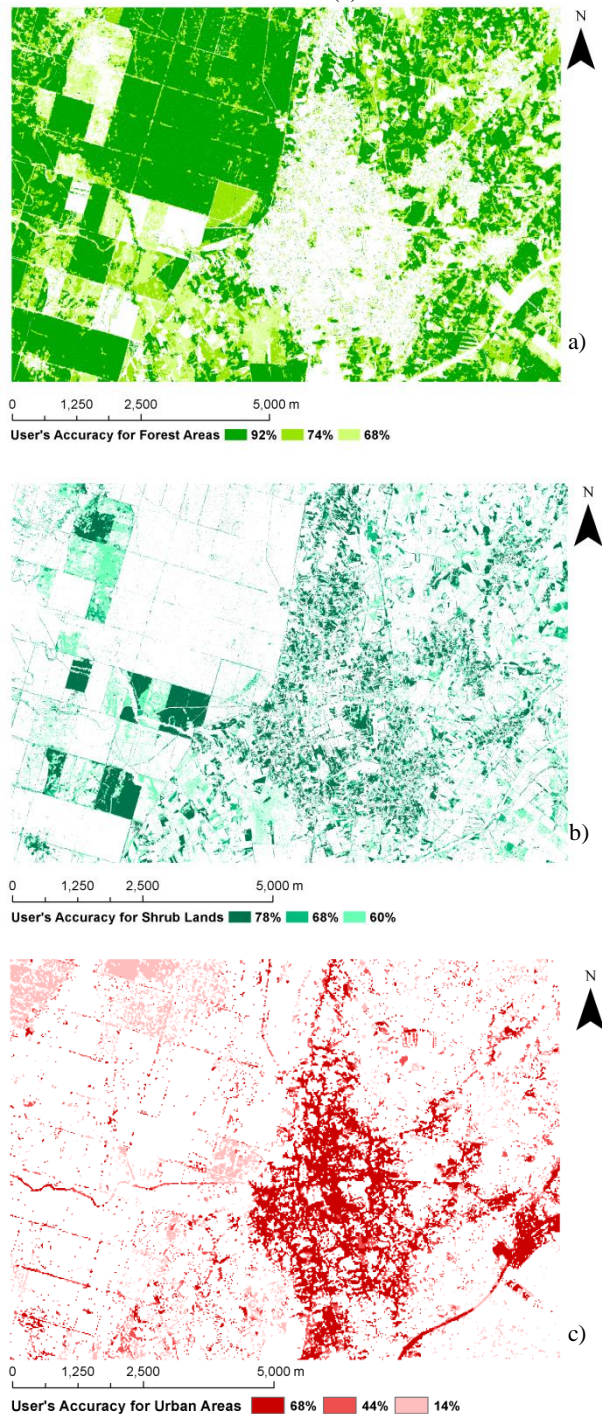 N
a)
0 1,250 2,500 5,000 m
User's Accuracy for Forest Areas 92% 74% 68%
N
b)
0 1,250 2,500 5,000 m
User's Accuracy for Shrub Lands 78% 68% 60%
N
c)
0 1,250 2,500 5,000 m
User's Accuracy for Urban Areas 68% 44% 14%